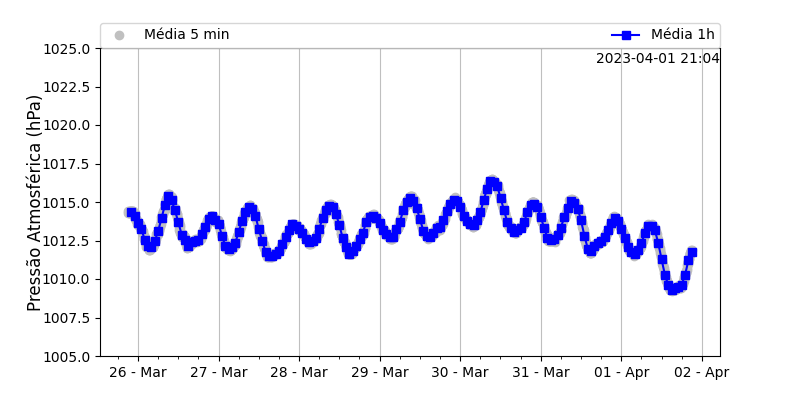 Média 5 min
Média 1h
2023-04-01 21:04
Pressão Atmosférica (hPa)
1025.0
1022.5
1020.0
1017.5
1015.0
1012.5
1010.0
1007.5
1005.0
26 - Mar
27 - Mar
28 - Mar
29 - Mar
30 - Mar
31 - Mar
01 - Apr
02 - Apr